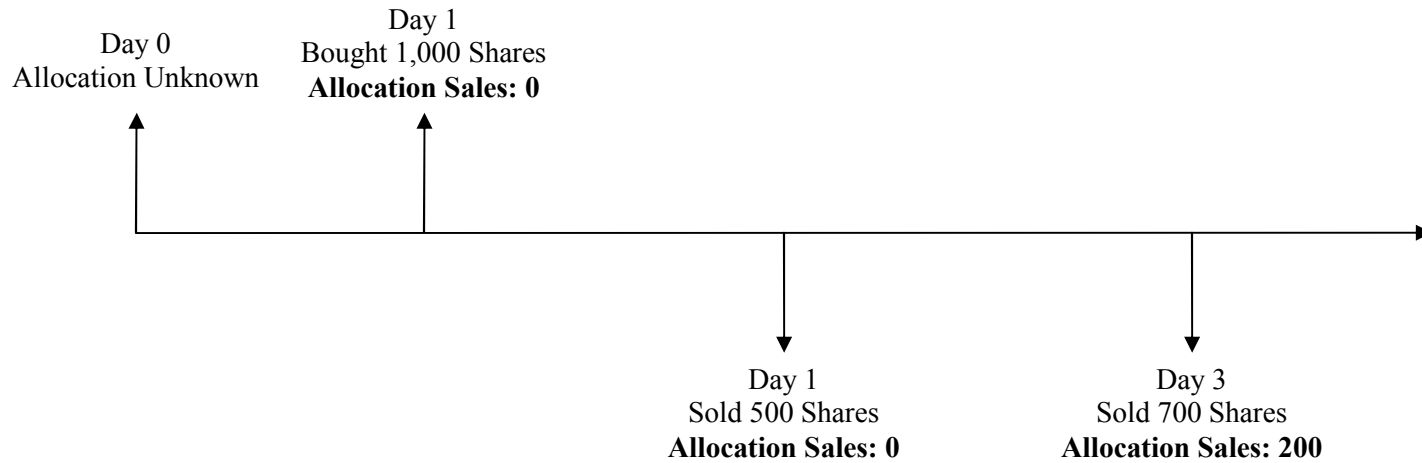 Day 0
Allocation Unknown
Day 1
Bought 1,000 Shares
Allocation Sales: 0
Day 1
Sold 500 Shares
Allocation Sales: 0
Day 3
Sold 700 Shares
Allocation Sales: 200